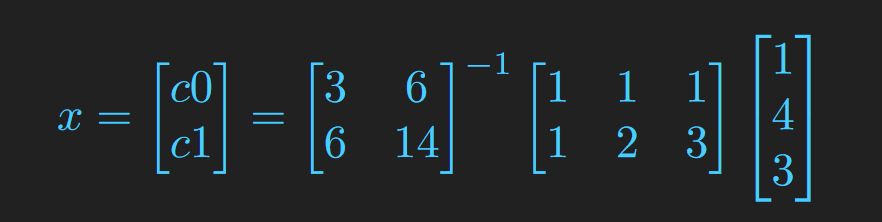 x = [c0 c1] = [3 6 6 14]−1 [1 1 1 1 2 3] [1 4 3]